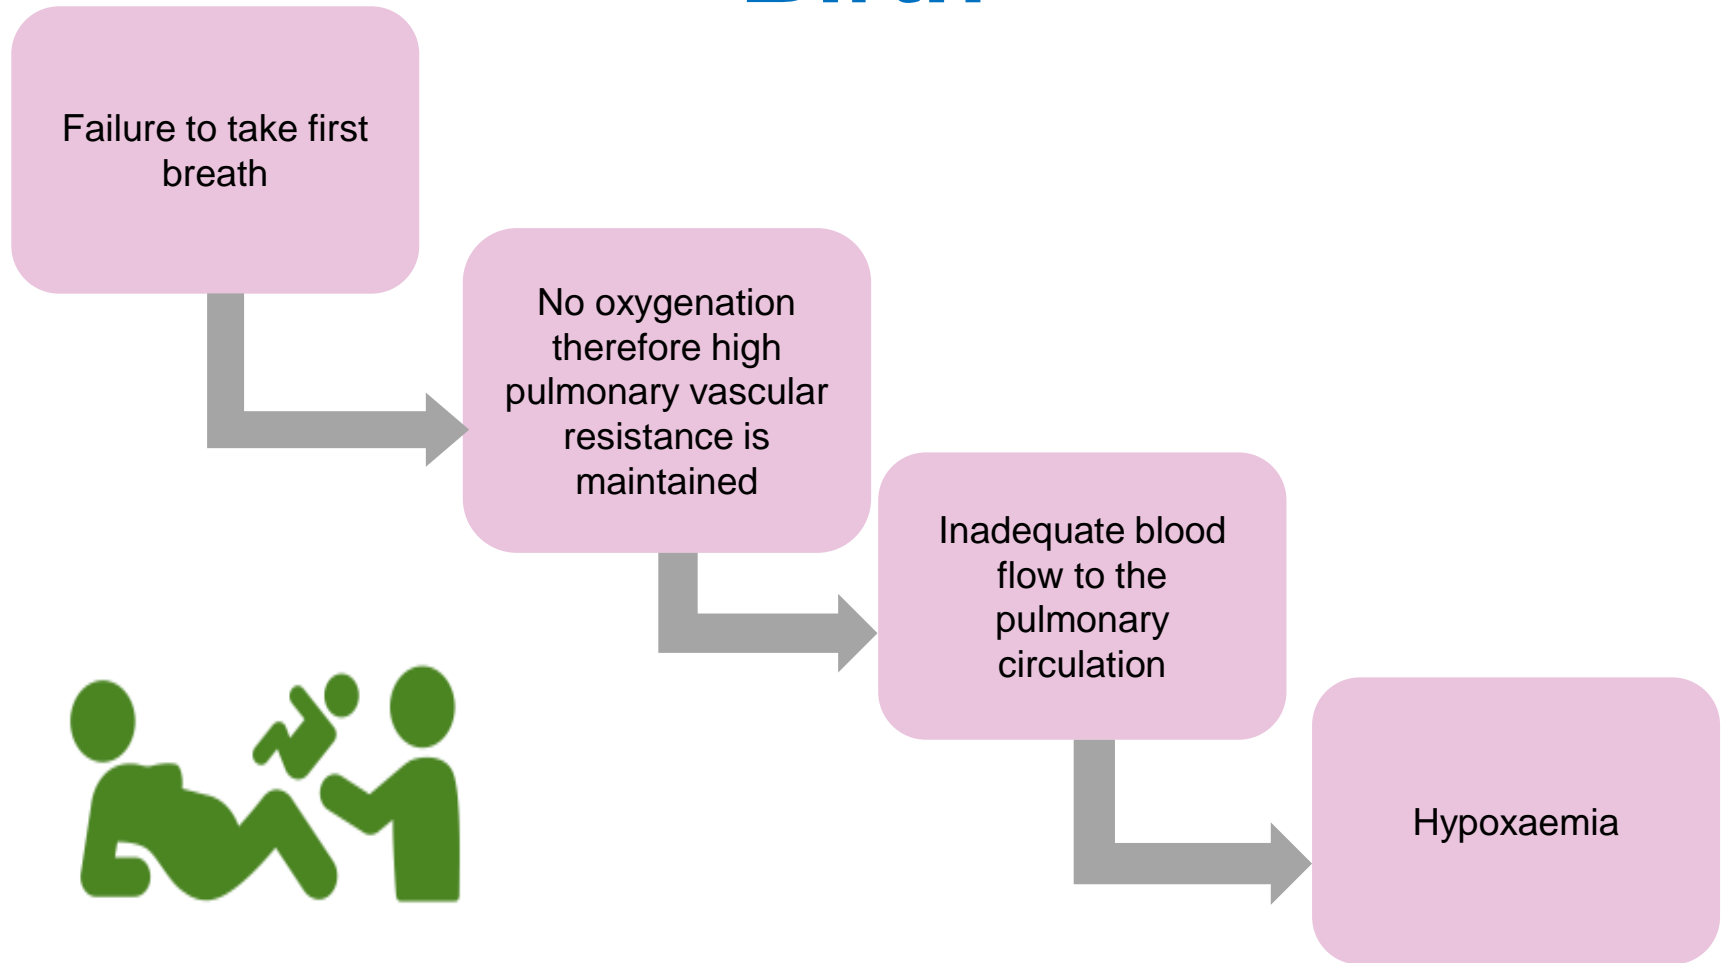 Failure to take first
breath
No oxygenation
therefore high
pulmonary vascular
resistance is
maintained
Inadequate blood
flow to the
pulmonary
circulation
Hypoxaemia